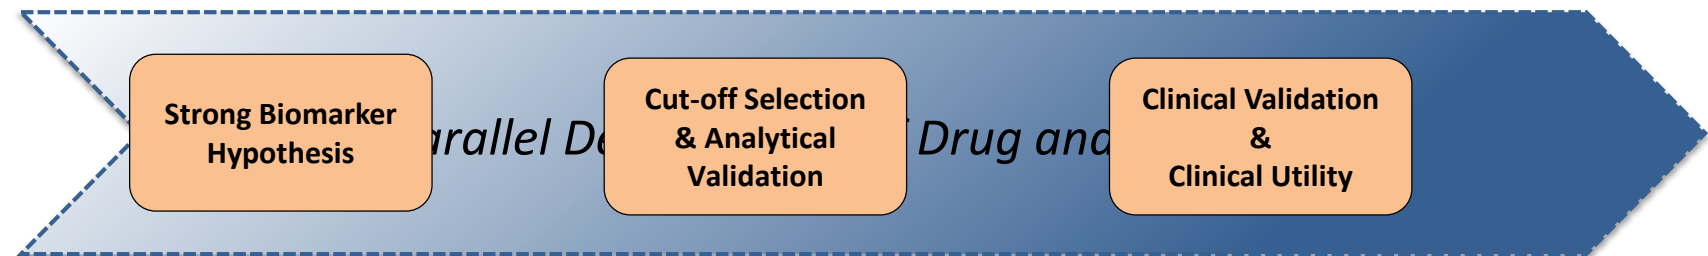 Strong Biomarker
Hypothesis
arallel De
Cut-off Selection
& Analytical
Validation
Drug and
Clinical Validation
&
Clinical Utility